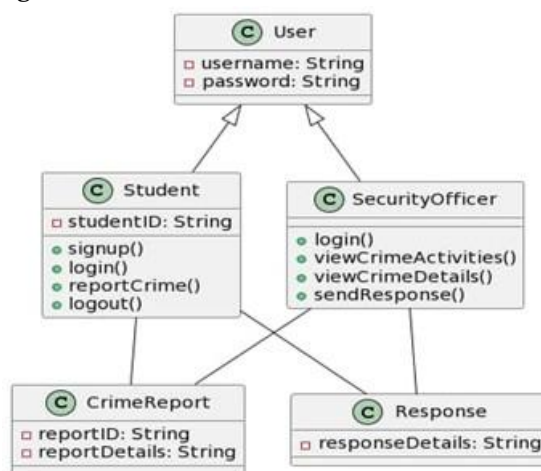 C User
username: String
password: String
C Student
studentID: String
signup()
login()
reportCrime()
logout()
C SecurityOfficer
login()
viewCrimeActivities()
viewCrimeDetails()
sendResponse()
C CrimeReport
reportID: String
reportDetails: String
C Response
responseDetails: String